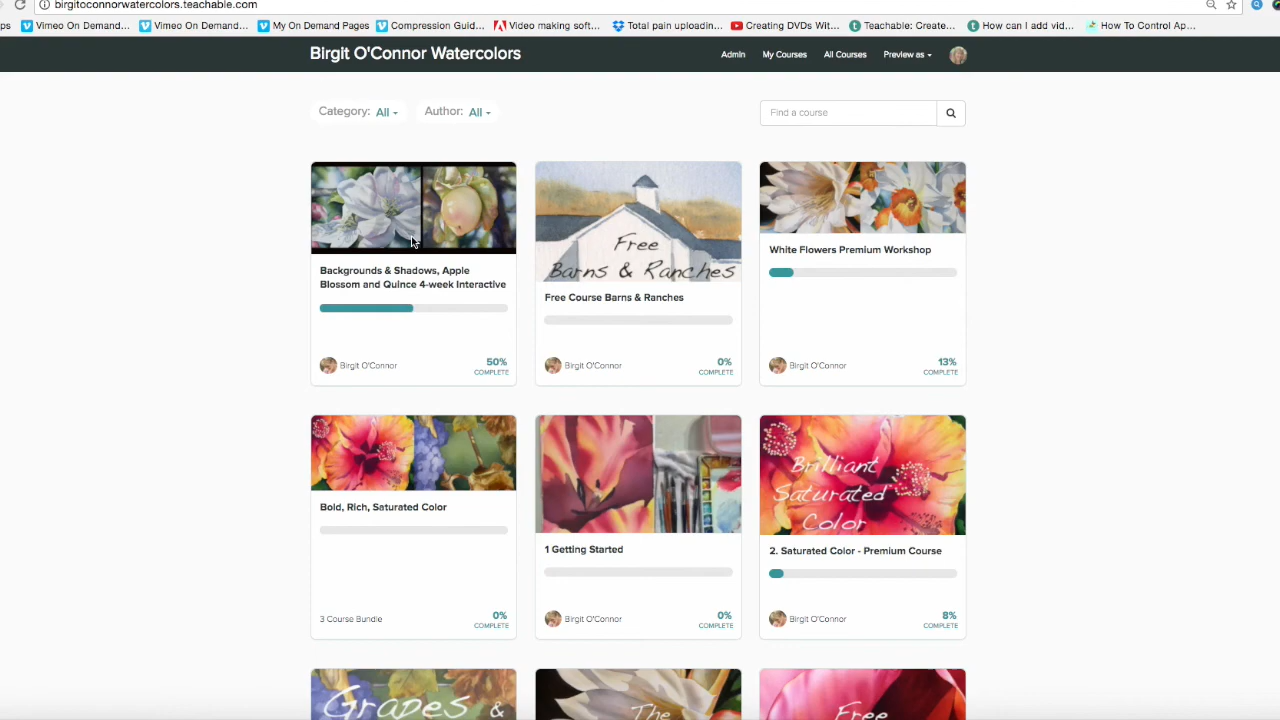 birgitoconnorwatercolors.teachable.com
ps
Vimeo On Demand...
Vimeo On Demand...
My On Demand Pages
Compression Guid...
Video making softw...
Total pain uploadin...
Creating DVDs Wit...
Teachable: Create...
How can I add vid...
How To Control Ap...
Birgit O'Connor Watercolors
Admin
My Courses
All Courses
Preview as
Category: All
Author: All
Find a course
Free
Barns & Ranches
Backgrounds & Shadows, Apple
Blossom and Quince 4-week Interactive
Birgit O'Connor
50%
COMPLETE
Free Course Barns & Ranches
Birgit O'Connor
0%
COMPLETE
White Flowers Premium Workshop
Birgit O'Connor
13%
COMPLETE
Bold, Rich, Saturated Color
3 Course Bundle
0%
COMPLETE
1 Getting Started
Birgit O'Connor
0%
COMPLETE
Brilliant
Saturated
Color
2. Saturated Color - Premium Course
Birgit O'Connor
8%
COMPLETE
Grapes &
The
Free